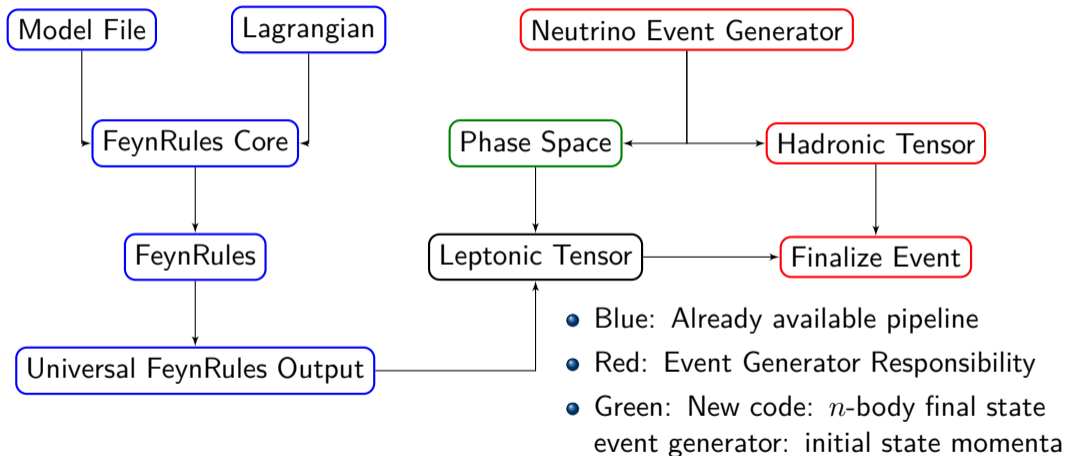 Model File
Lagrangian
Neutrino Event Generator
FeynRules Core
Phase Space
Hadronic Tensor
FeynRules
Leptonic Tensor
Finalize Event
Universal FeynRules Output
Blue: Already available pipeline
Red: Event Generator Responsibility
Green: New code: n-body final state
event generator: initial state momenta